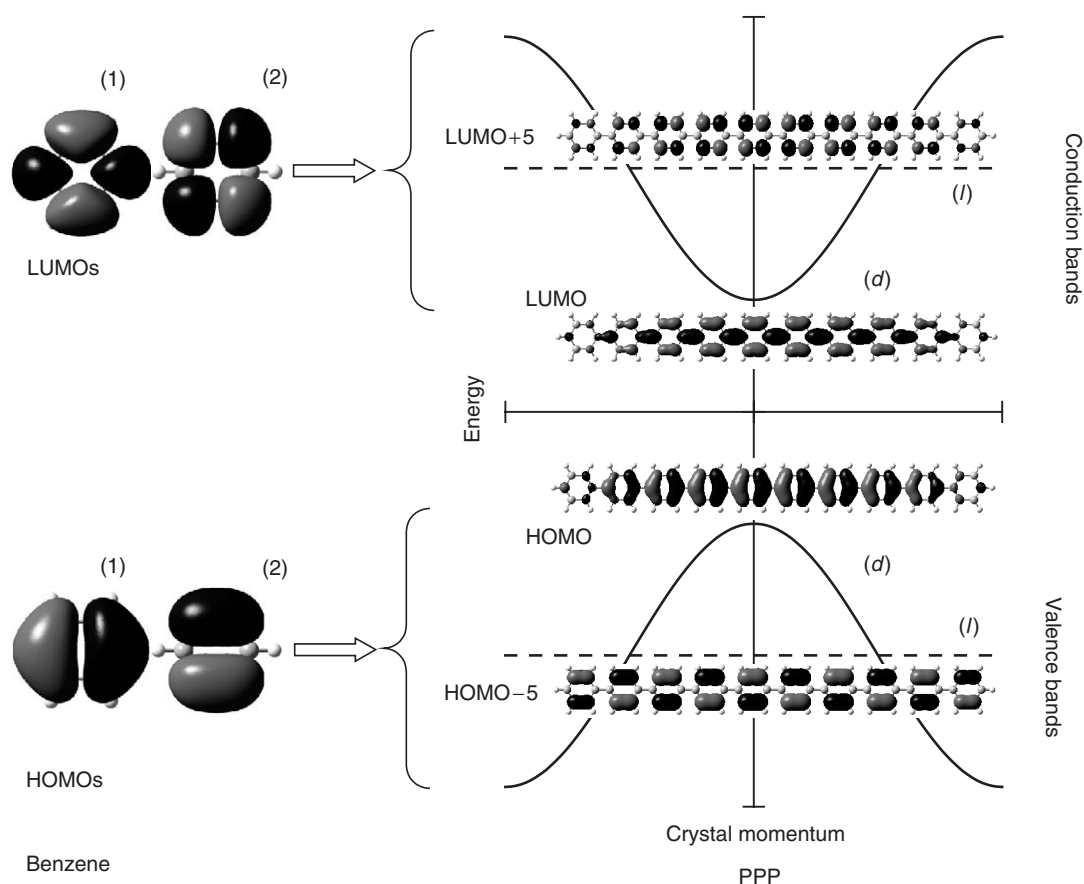 (1)
(2)
LUMOs
LUMO+5
(l)
Conduction bands
(d)
LUMO
Energy
HOMO
(1)
(2)
(d)
(l)
Valence bands
HOMO−5
HOMOs
Crystal momentum
Benzene
PPP